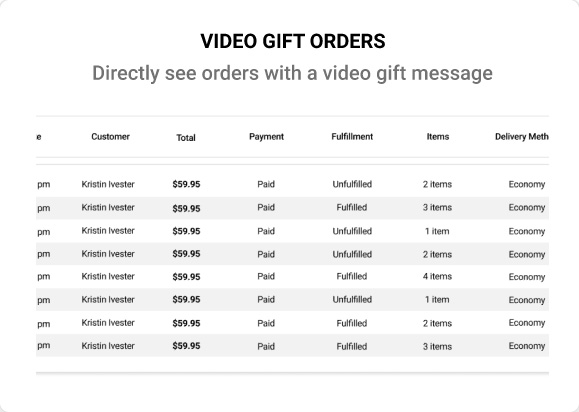 VIDEO GIFT ORDERS
Directly see orders with a video gift message
e Customer Total Payment Fulfillment Items Delivery Meth
pm Kristin Ivester $59.95 Paid Unfulfilled 2 items Economy
pm Kristin Ivester $59.95 Paid Fulfilled 3 items Economy
pm Kristin Ivester $59.95 Paid Unfulfilled 1 item Economy
pm Kristin Ivester $59.95 Paid Unfulfilled 2 items Economy
pm Kristin Ivester $59.95 Paid Fulfilled 4 items Economy
pm Kristin Ivester $59.95 Paid Unfulfilled 1 item Economy
pm Kristin Ivester $59.95 Paid Fulfilled 2 items Economy
pm Kristin Ivester $59.95 Paid Fulfilled 3 items Economy